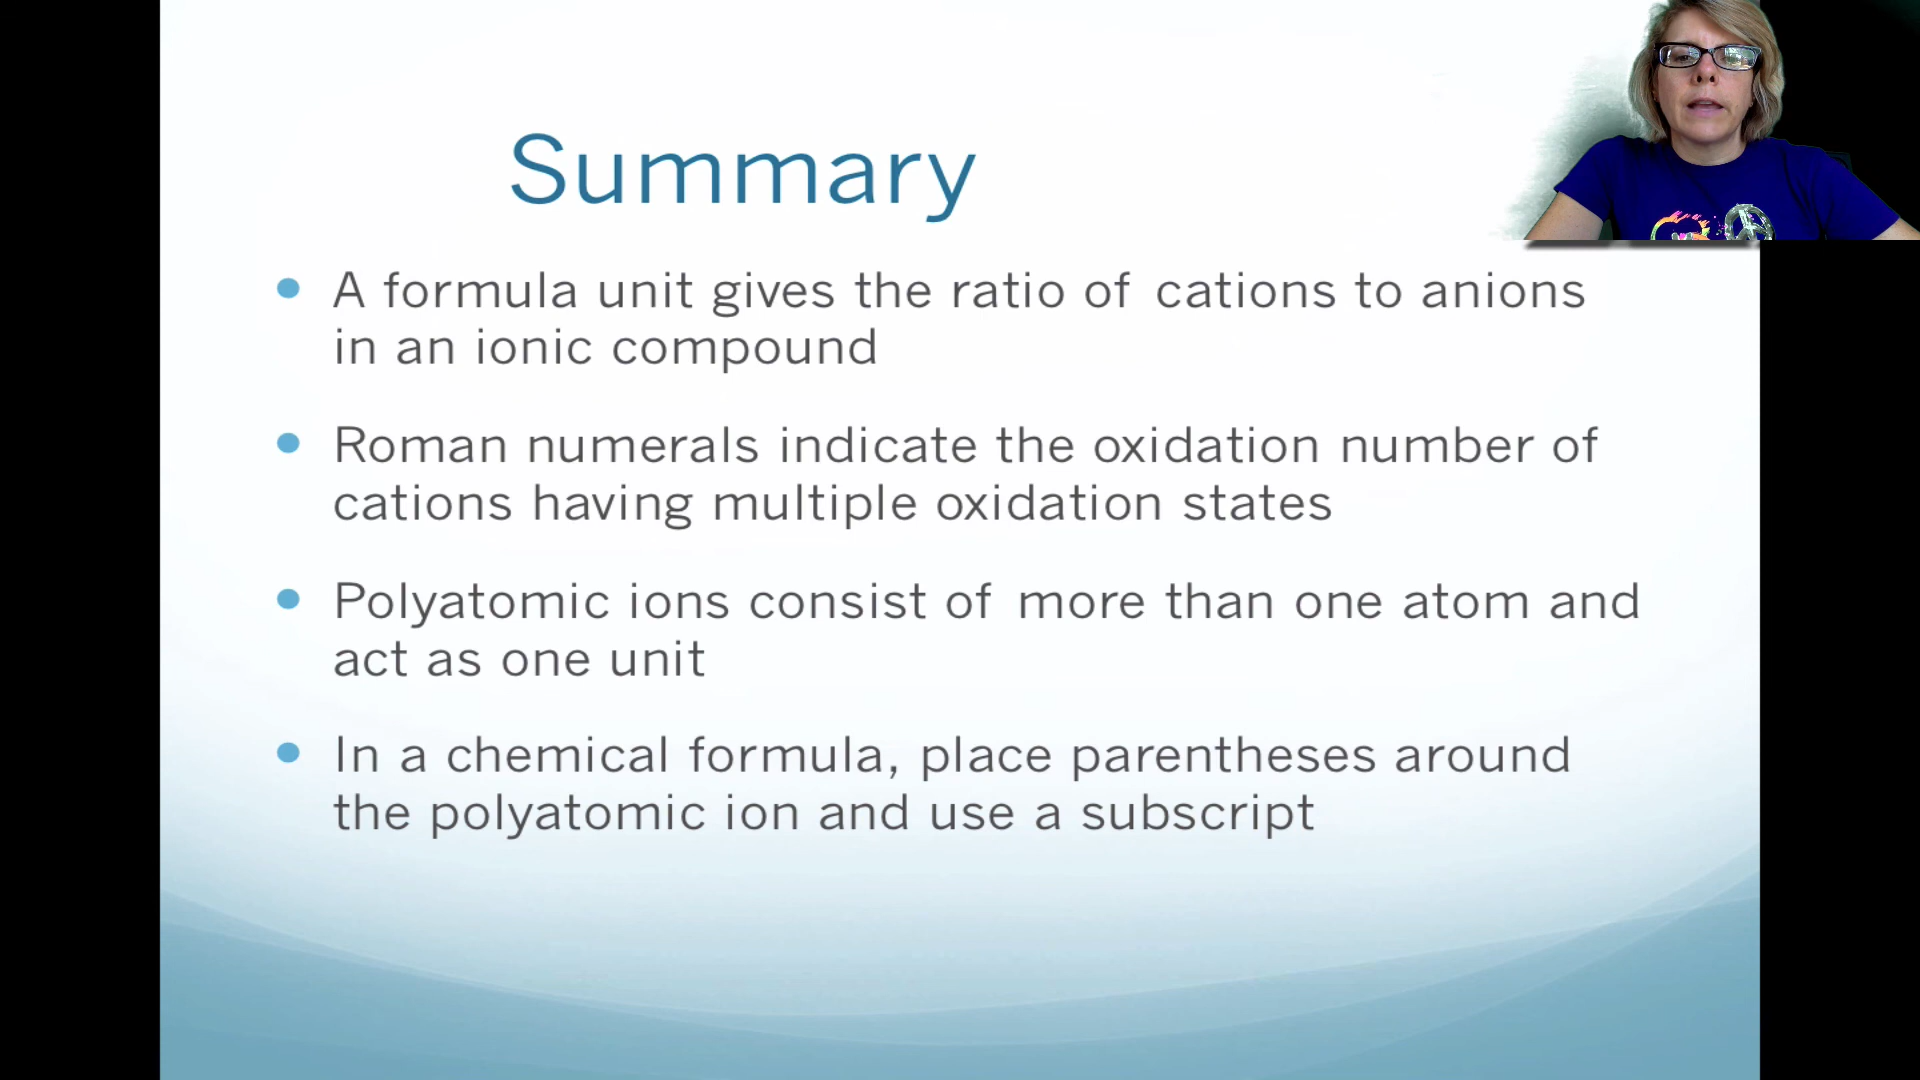 Summary
A formula unit gives the ratio of cations to anions
in an ionic compound
Roman numerals indicate the oxidation number of
cations having multiple oxidation states
Polyatomic ions consist of more than one atom and
act as one unit
In a chemical formula, place parentheses around
the polyatomic ion and use a subscript